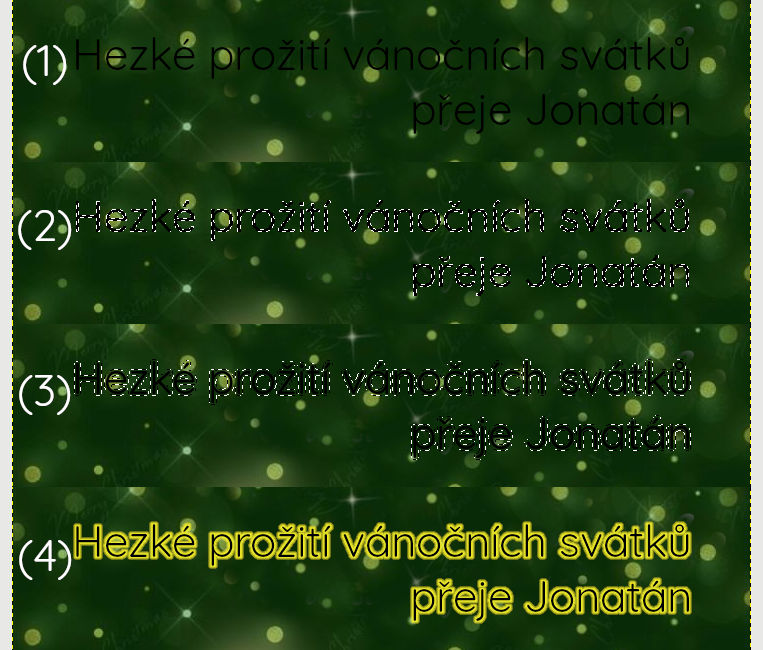 (1) Hezké prožití vánočních svátků
přeje Jonatán
(2) Hezké prožití vánočních svátků
přeje Jonatán
(3) Hezké prožití vánočních svátků
přeje Jonatán
(4) Hezké prožití vánočních svátků
přeje Jonatán